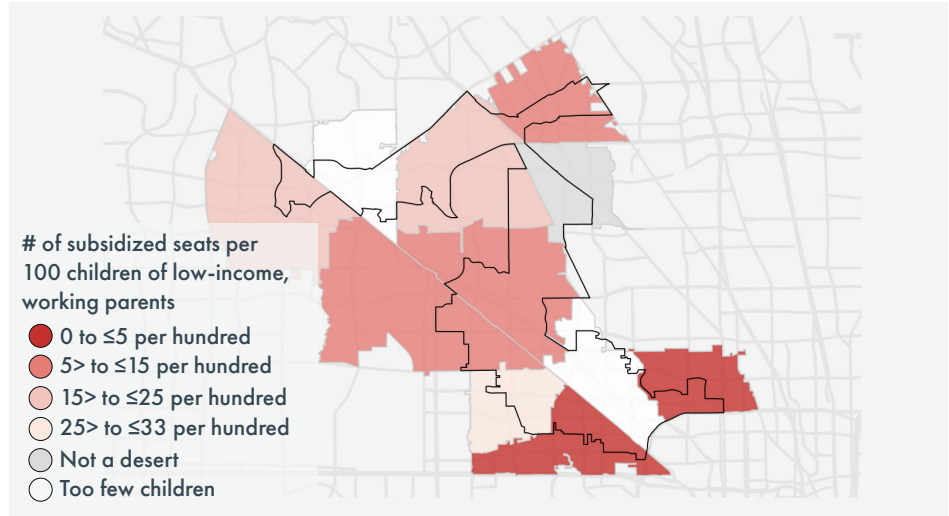 # of subsidized seats per
100 children of low-income,
working parents
0 to ≤5 per hundred
5> to ≤15 per hundred
15> to ≤25 per hundred
25> to ≤33 per hundred
Not a desert
Too few children